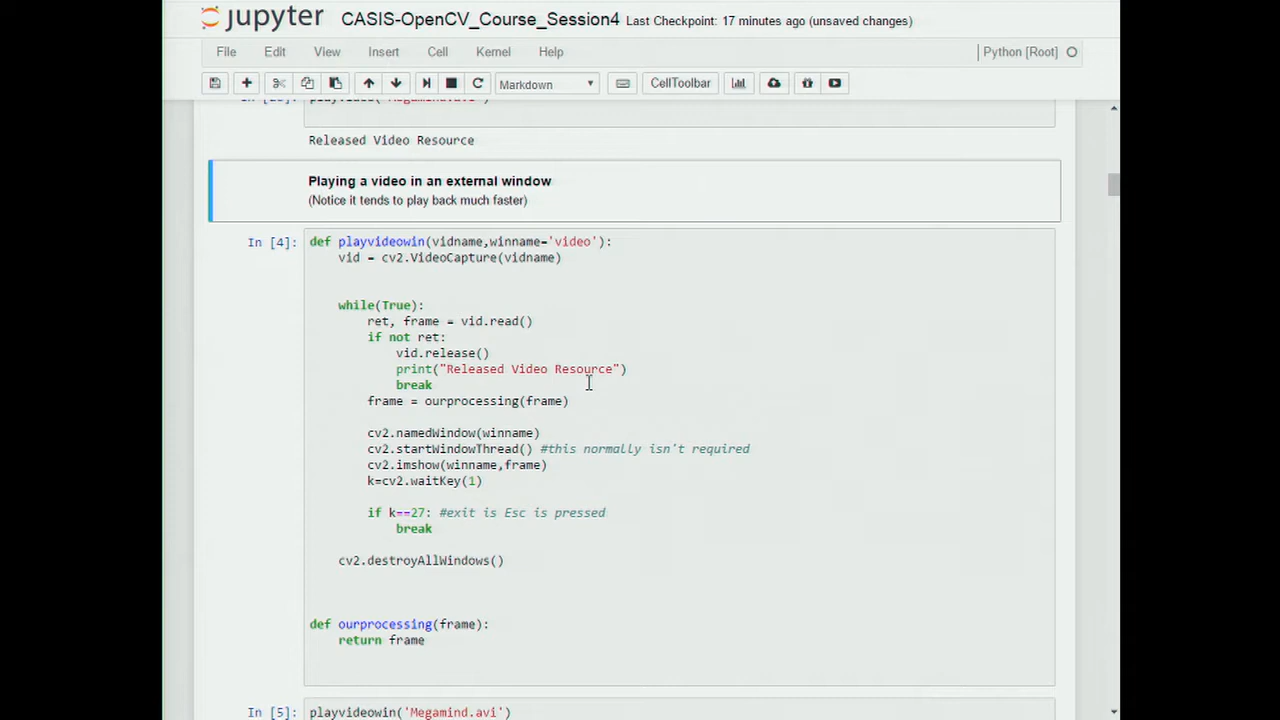 jupyter CASIS-OpenCV_Course_Session4 Last Checkpoint: 17 minutes ago (unsaved changes)
File Edit View Insert Cell Kernel Help Python [Root]
Markdown CellToolbar
Released Video Resource
Playing a video in an external window
(Notice it tends to play back much faster)
In [4]: def playvideowin(vidname,winname='video'):
vid = cv2.VideoCapture(vidname)
while(True):
ret, frame = vid.read()
if not ret:
vid.release()
print("Released Video Resource")
break
frame = ourprocessing(frame)
cv2.namedWindow(winname)
cv2.startWindowThread() #this normally isn't required
cv2.imshow(winname,frame)
k=cv2.waitKey(1)
if k==27: #exit is Esc is pressed
break
cv2.destroyAllWindows()
def ourprocessing(frame):
return frame
In [5]: playvideowin('Megamind.avi')